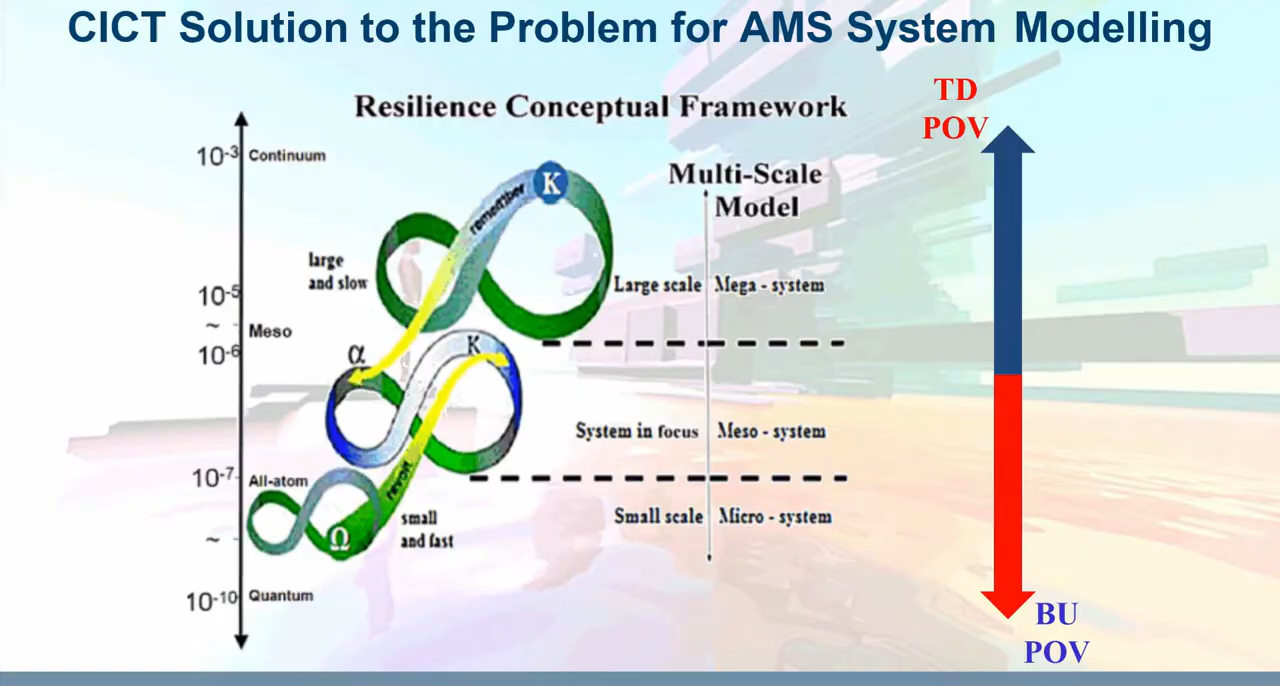 CICT Solution to the Problem for AMS System Modelling
Resilience Conceptual Framework
TD
POV
10-3 Continuum
remember
K
Multi-Scale
Model
large
and slow
Large scale Mega - system
10-5
~
Meso
10-6
α
K
System in focus Meso - system
10-7
All-atom
revolt
Small scale Micro - system
small
and fast
Ω
~
10-10 Quantum
BU
POV